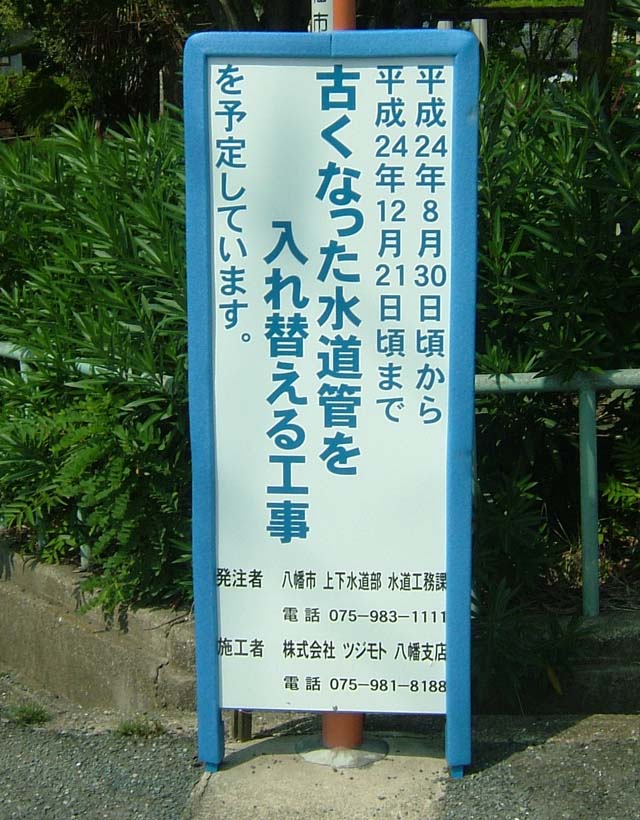 平成24年8月30日頃から
平成24年12月21日頃まで
古くなった水道管を
入れ替える工事
を予定しています。
発注者 八幡市 上下水道部 水道工務課
電話 075-983-1111
施工者 株式会社 ツジモト 八幡支店
電話 075-981-8188
市